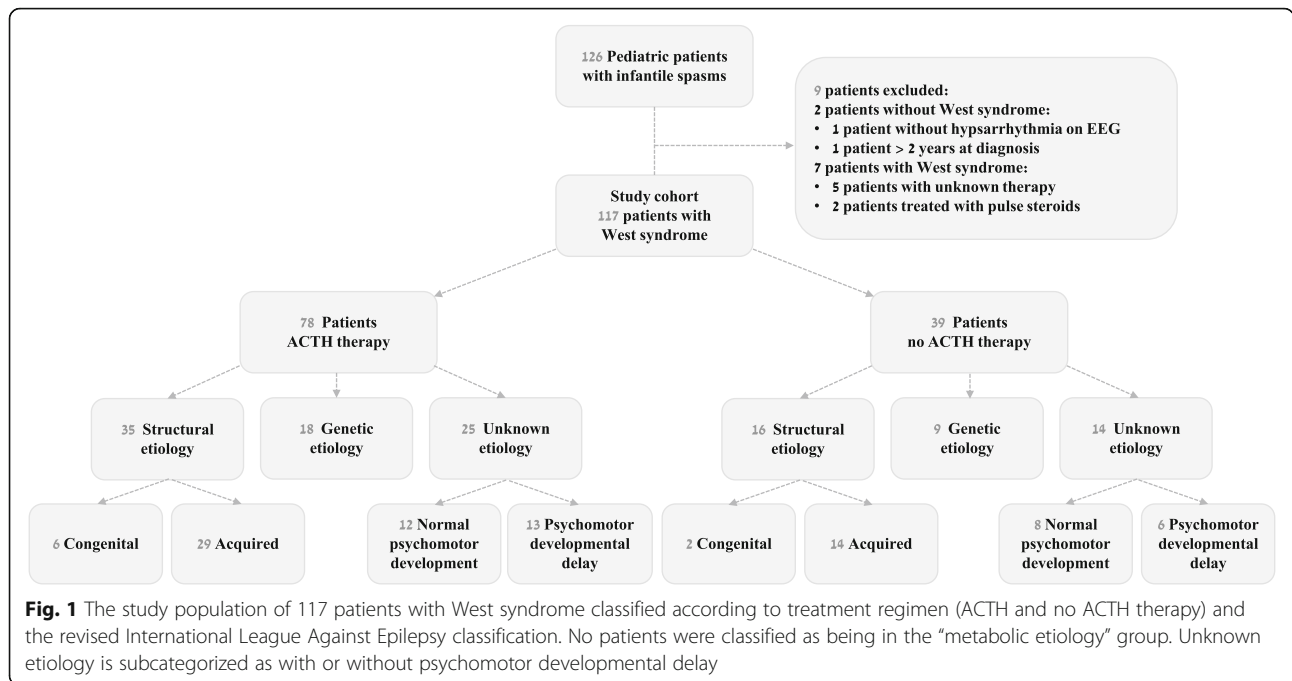 126 Pediatric patients
with infantile spasms
9 patients excluded:
2 patients without West syndrome:
• 1 patient without hypsarrhythmia on EEG
• 1 patient > 2 years at diagnosis
7 patients with West syndrome:
• 5 patients with unknown therapy
• 2 patients treated with pulse steroids
Study cohort
117 patients with
West syndrome
78 Patients
ACTH therapy
39 Patients
no ACTH therapy
35 Structural
etiology
18 Genetic
etiology
25 Unknown
etiology
16 Structural
etiology
9 Genetic
etiology
14 Unknown
etiology
6 Congenital
29 Acquired
12 Normal
psychomotor
development
13 Psychomotor
developmental
delay
2 Congenital
14 Acquired
8 Normal
psychomotor
development
6 Psychomotor
developmental
delay
Fig. 1 The study population of 117 patients with West syndrome classified according to treatment regimen (ACTH and no ACTH therapy) and
the revised International League Against Epilepsy classification. No patients were classified as being in the “metabolic etiology” group. Unknown
etiology is subcategorized as with or without psychomotor developmental delay